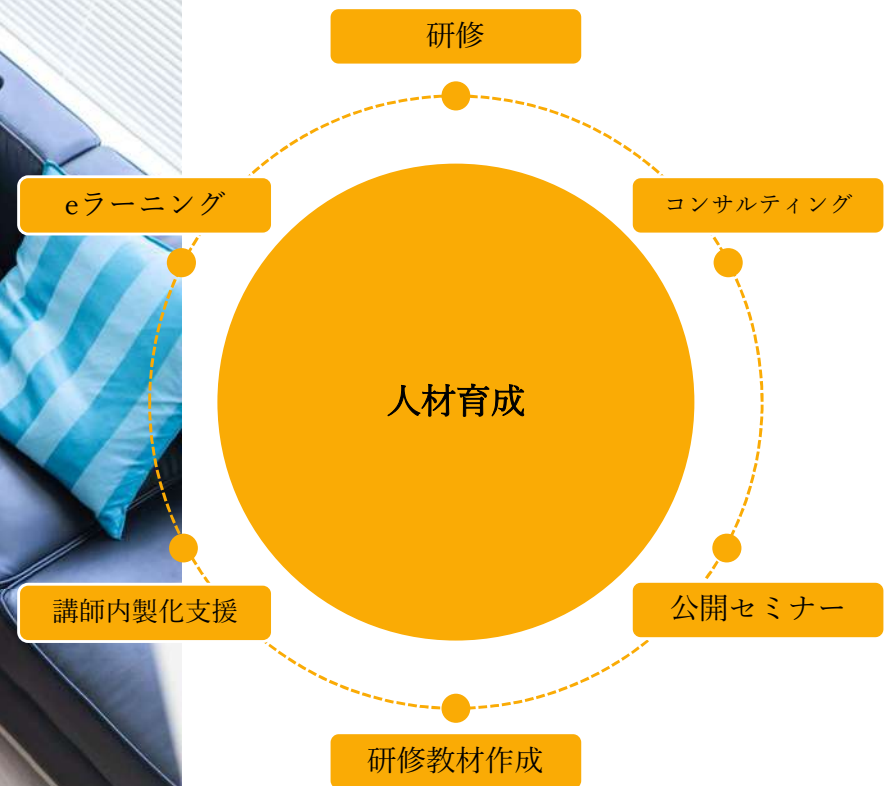 研修
eラーニング
コンサルティング
人材育成
講師内製化支援
公開セミナー
研修教材作成